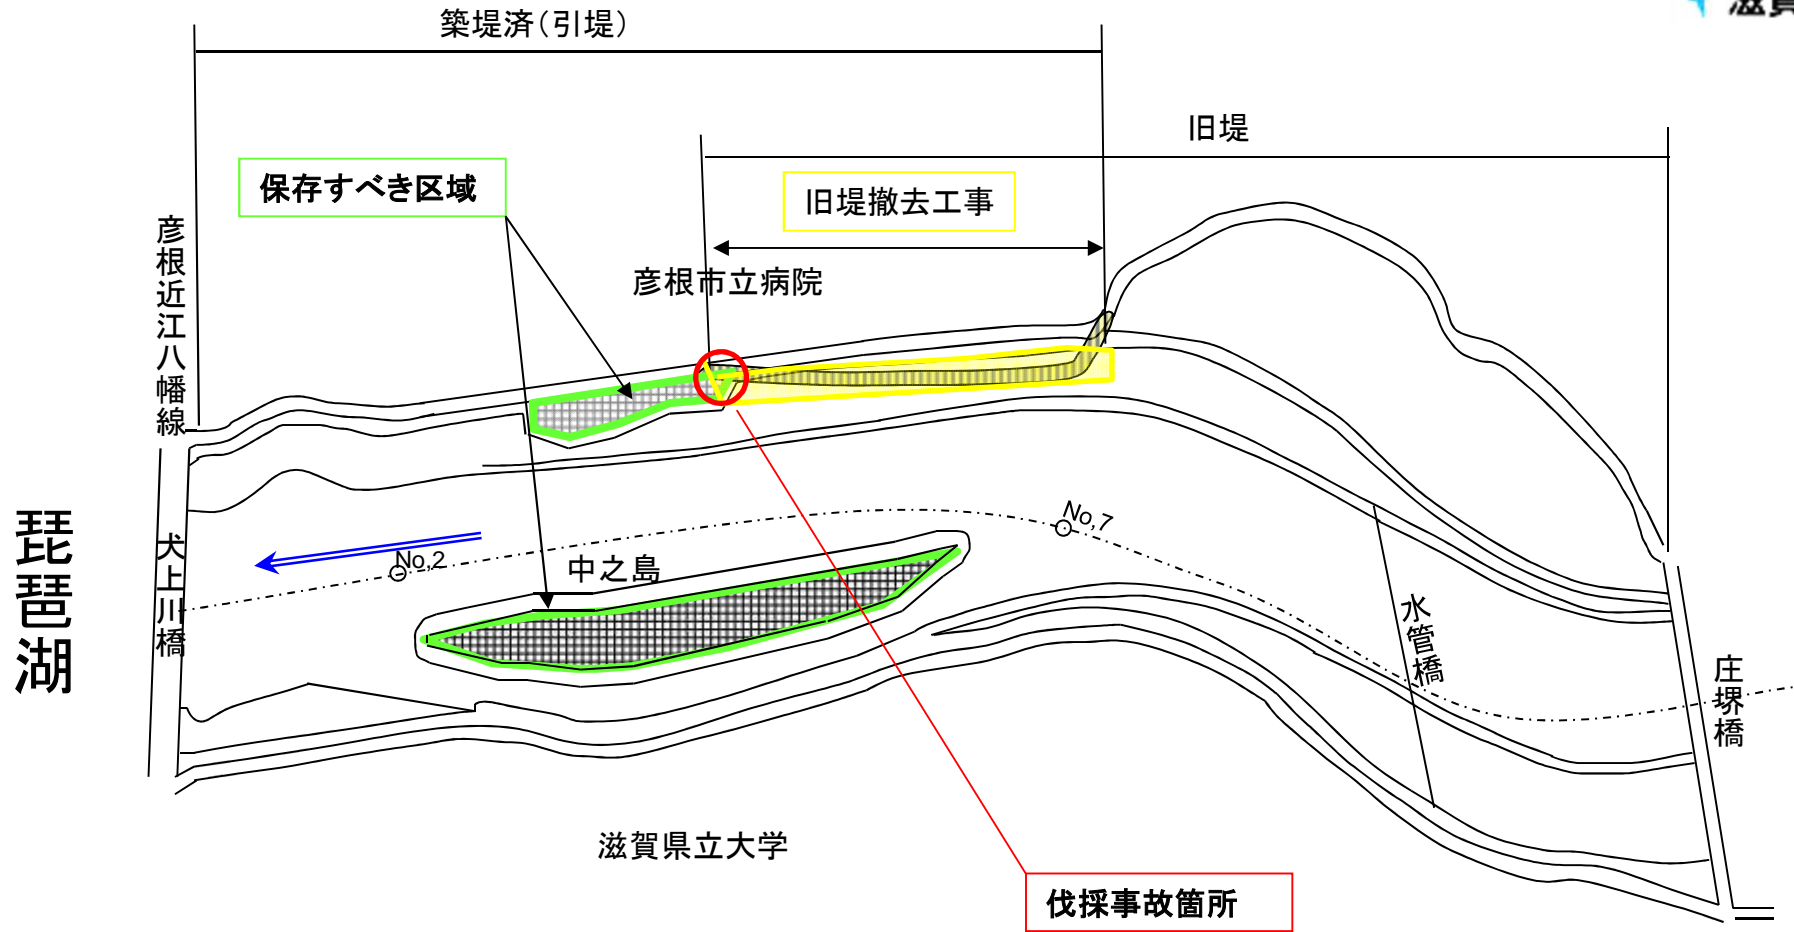 築堤済（引堤）
旧堤
保存すべき区域
旧堤撤去工事
彦根市立病院
彦根近江八幡線
琵琶湖
犬上川橋
No,2
No,7
中之島
水管橋
庄堺橋
滋賀県立大学
伐採事故箇所